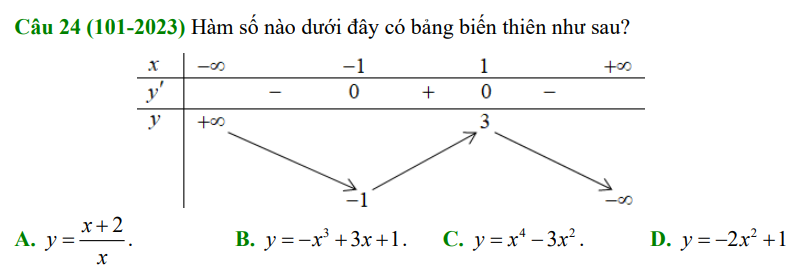 Câu 24 (101-2023) Hàm số nào dưới đây có bảng biến thiên như sau?
x −∞ −1 1 +∞
y′ − 0 + 0 −
y +∞ 3
−1 −∞
A. y = (x+2)/x. B. y = −x³ + 3x + 1. C. y = x⁴ − 3x². D. y = −2x² + 1